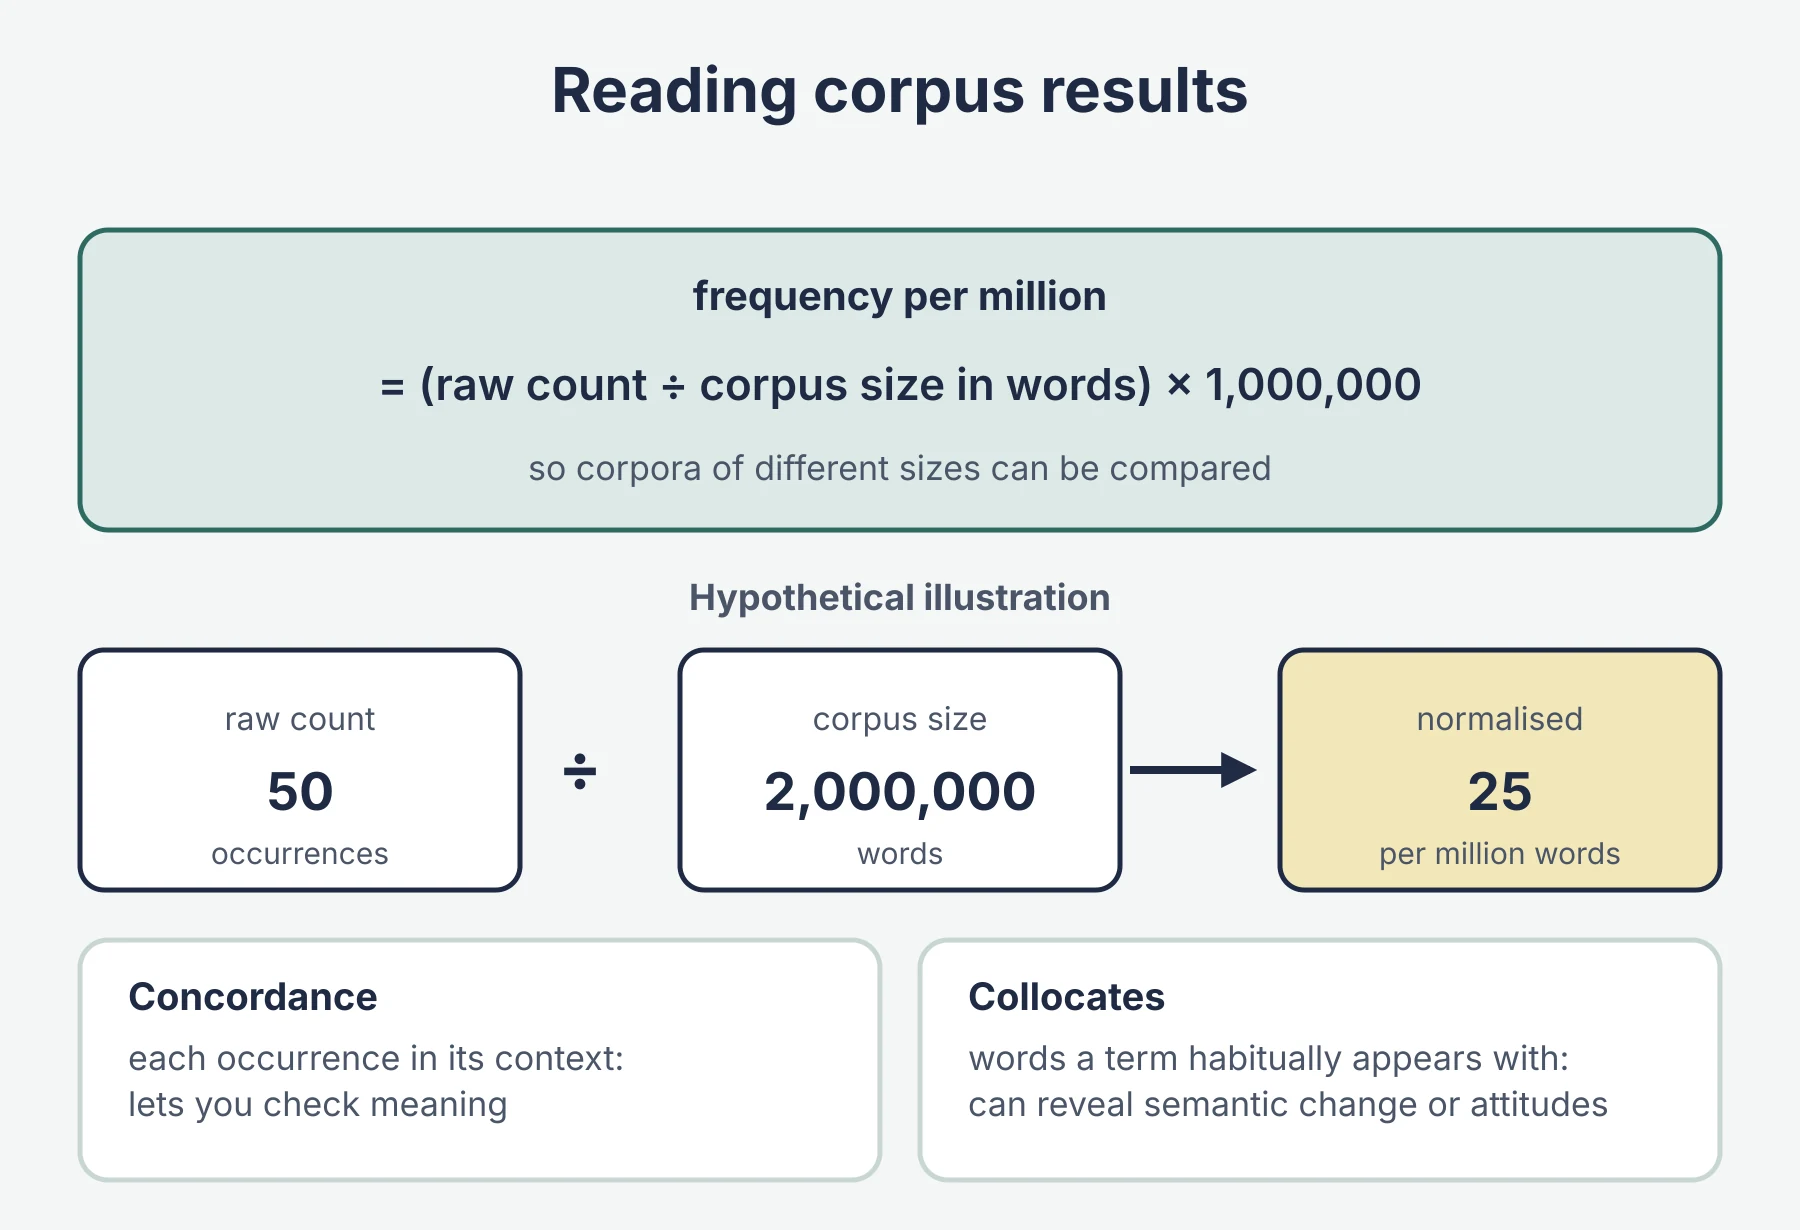 Reading corpus results
frequency per million
= (raw count ÷ corpus size in words) × 1,000,000
so corpora of different sizes can be compared
Hypothetical illustration
raw count
50
occurrences
÷
corpus size
2,000,000
words
normalised
25
per million words
Concordance
each occurrence in its context:
lets you check meaning
Collocates
words a term habitually appears with:
can reveal semantic change or attitudes